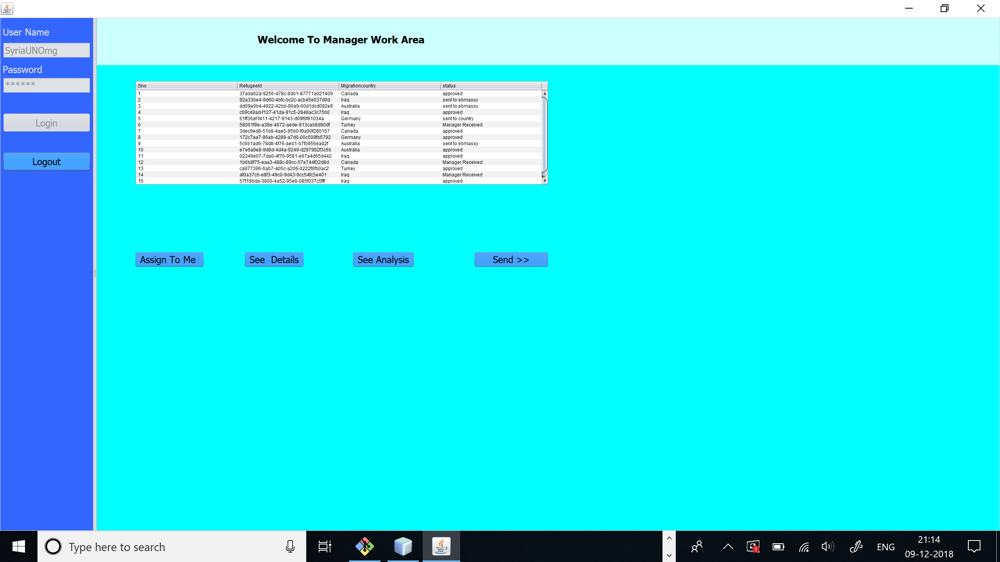 User Name
SyriaUNOmg
Password
******
Login
Logout
Welcome To Manager Work Area
Sno RefugeeId Migrationcountry status
1 37ada62a-9256-478c-8db1-87771a021409 Canada approved
2 92a33be4-9d60-4bfc-bc2c-acb45e037d0d Iraq sent to ebmassy
3 dd09e9b4-4922-42bb-90a9-60d1dcd092e9 Australia sent to ebmassy
4 c09c49ad-f127-41da-91c5-2848ac3c75b0 Iraq approved
5 61ff36ef-f411-4217-9143-d09f6f81034a Germany sent to country
6 58061f9e-a38e-4672-aede-913cab8d90df Turkey Manager Received
7 3dec9ed8-51b8-4ae5-95b0-f9a90f280167 Canada approved
8 172c7aa7-96ab-4289-a7d0-00c509fb5792 Germany approved
9 5c6b1ad6-78d8-4f76-aeb1-b7fb956ea02f Australia sent to ebmassy
10 e7e6a9e8-9d8d-4d4a-9249-d297982f3c6b Australia approved
11 02249e07-7da0-4f76-9581-e67a4d65d442 Iraq approved
12 1b6b8f75-eaa3-488c-89cc-57e744f02d8d Canada Manager Received
13 ca977396-6ab7-405c-a206-0222f6fb0ac2 Turkey approved
14 af0a37cb-e8f3-49c0-9d43-9cc54fc5e401 Iraq Manager Received
15 57f19bda-3800-4a52-95e6-085f037c5fff Iraq approved
Assign To Me See Details See Analysis Send >>
Type here to search
ENG
21:14
09-12-2018